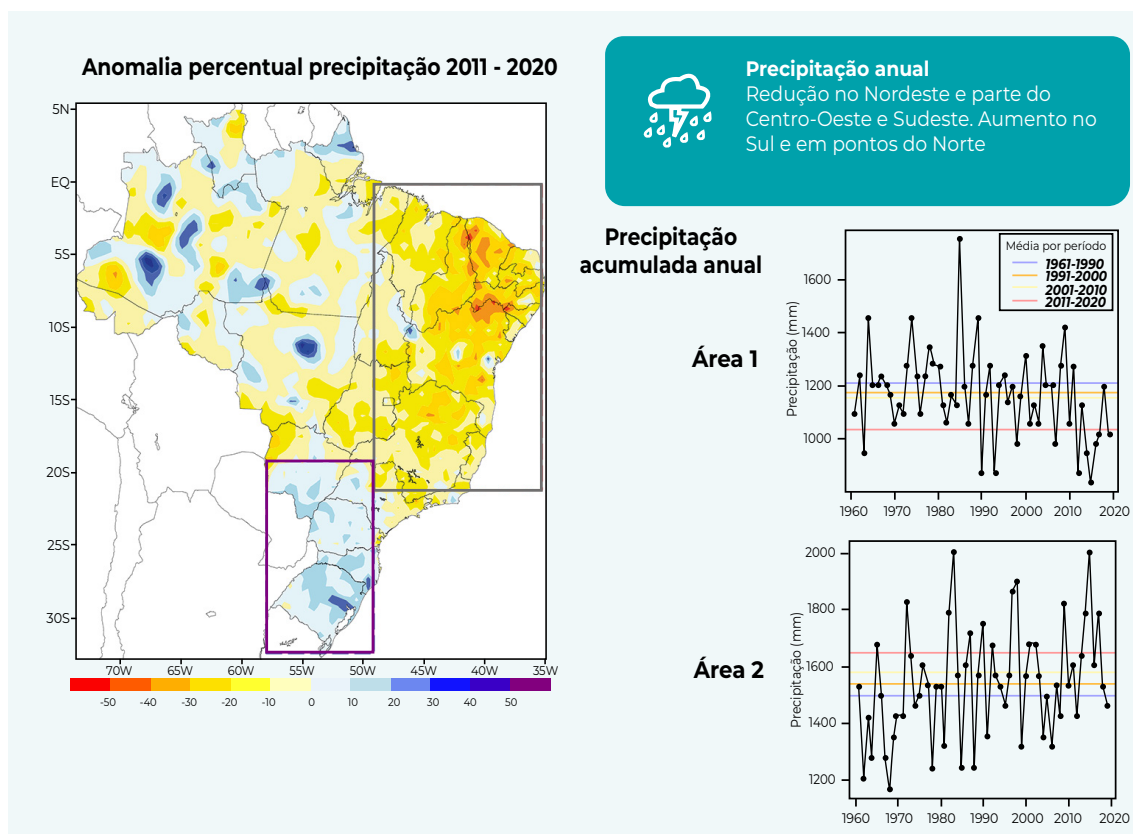 Anomalia percentual precipitação 2011 - 2020
5N
EQ
5S
10S
15S
20S
25S
30S
70W 65W 60W 55W 50W 45W 40W 35W
-50 -40 -30 -20 -10 0 10 20 30 40 50
Precipitação anual
Redução no Nordeste e parte do
Centro-Oeste e Sudeste. Aumento no
Sul e em pontos do Norte
Precipitação
acumulada anual
Área 1
Precipitação (mm)
1600
1400
1200
1000
Média por período
1961-1990
1991-2000
2001-2010
2011-2020
1960 1970 1980 1990 2000 2010 2020
Área 2
Precipitação (mm)
2000
1800
1600
1400
1200
1960 1970 1980 1990 2000 2010 2020